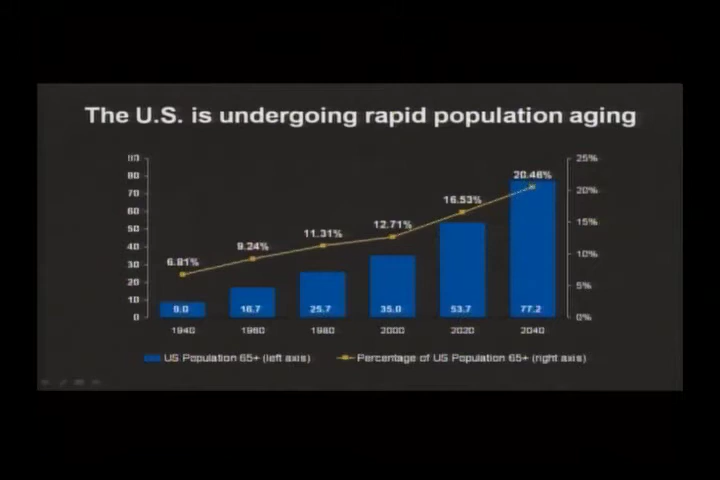 The U.S. is undergoing rapid population aging
90 25%
80
70 20%
60
50 15%
40
30 10%
20
10 5%
0 0%
6.81% 9.24% 11.31% 12.71% 16.53% 20.46%
9.0 16.7 25.7 35.0 53.7 77.2
1940 1960 1980 2000 2020 2040
US Population 65+ (left axis) Percentage of US Population 65+ (right axis)